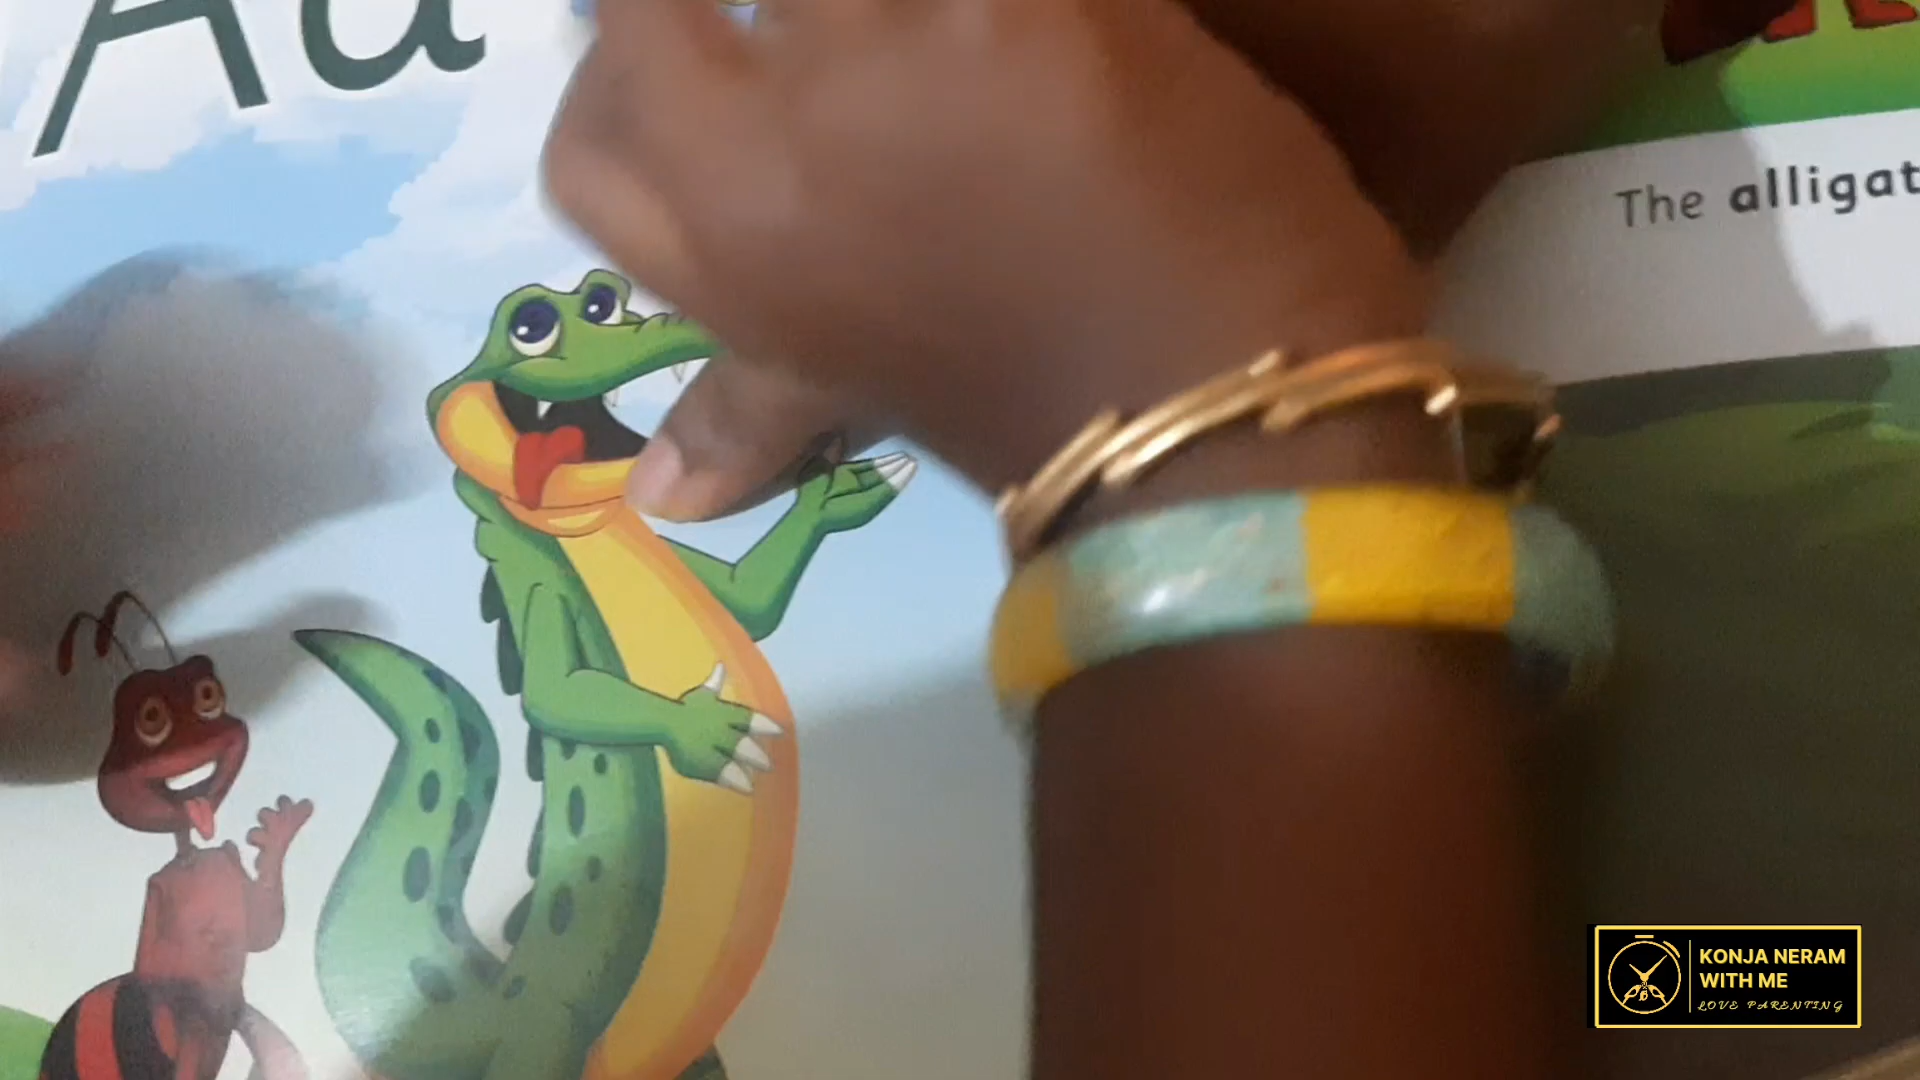 Aa
The alligat
KONJA NERAM
WITH ME
LOVE PARENTING